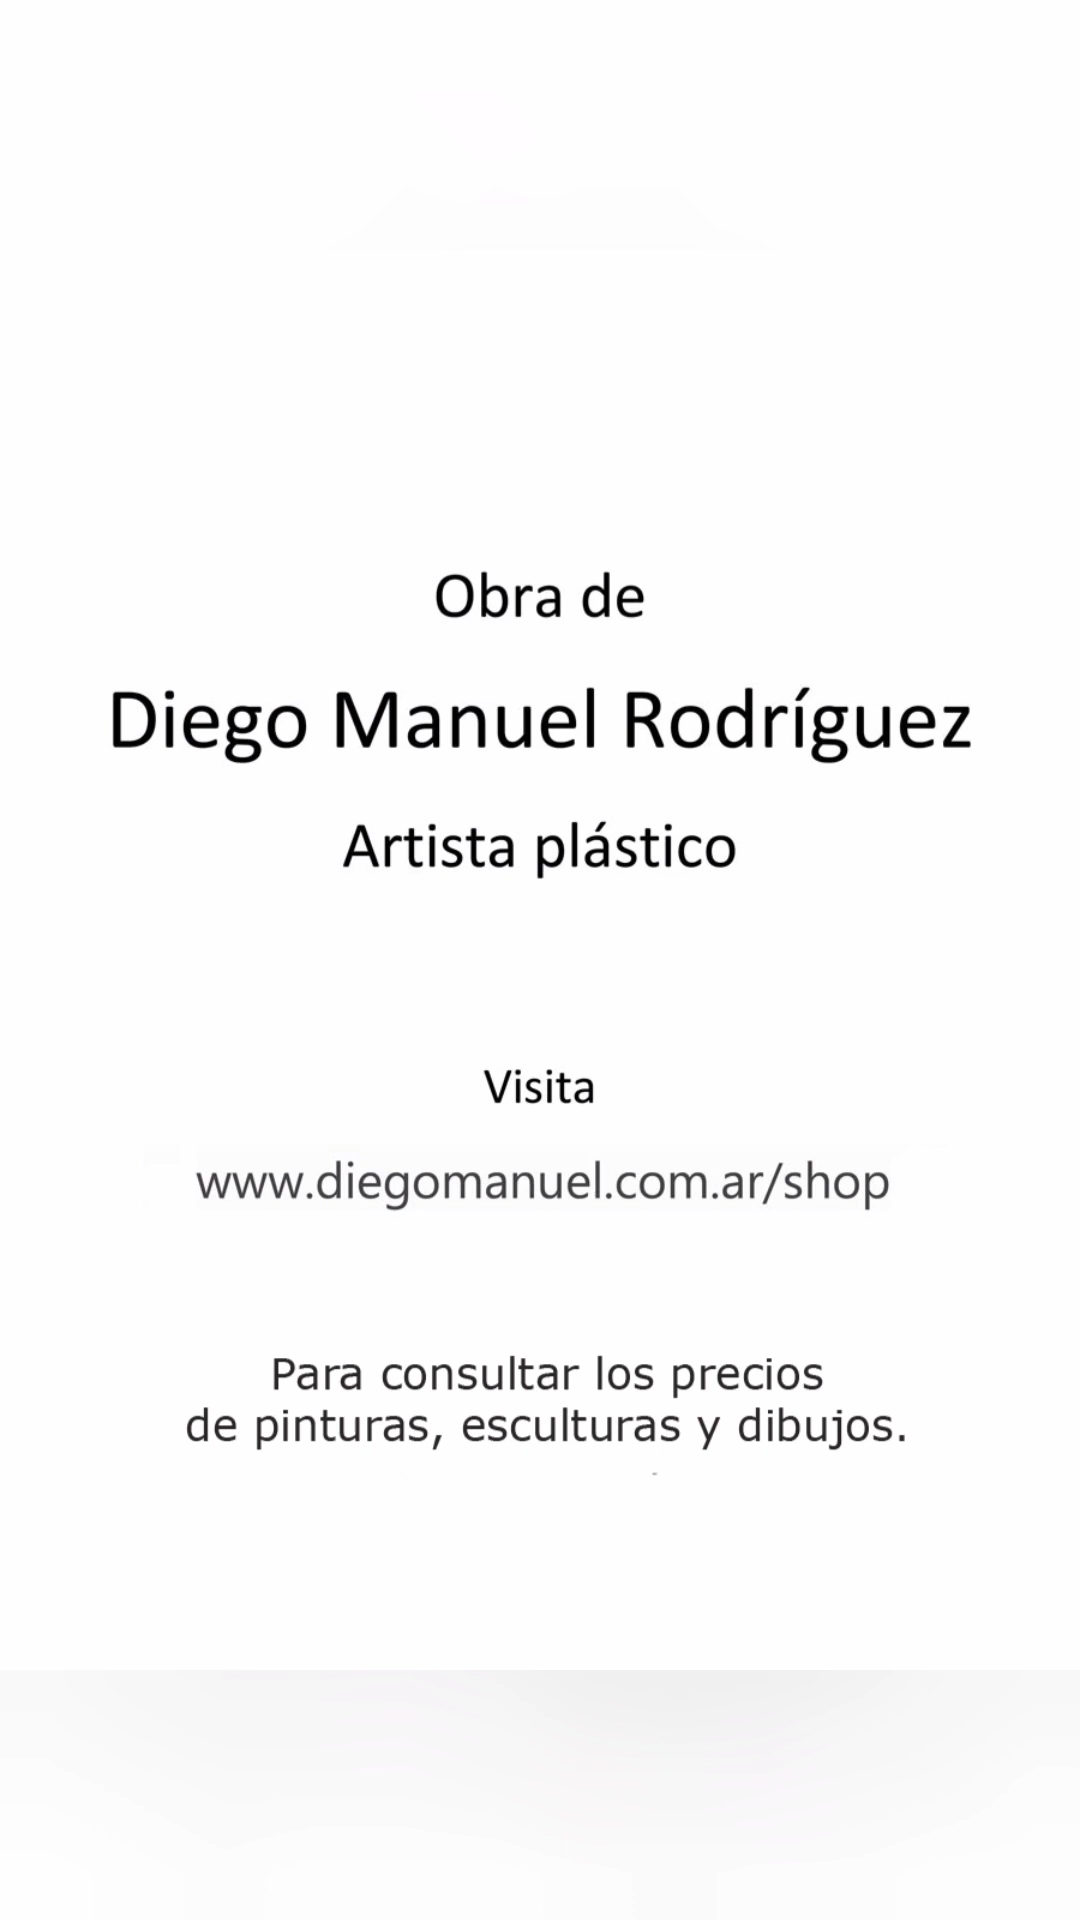 Obra de
Diego Manuel Rodríguez
Artista plástico
Visita
www.diegomanuel.com.ar/shop
Para consultar los precios
de pinturas, esculturas y dibujos.